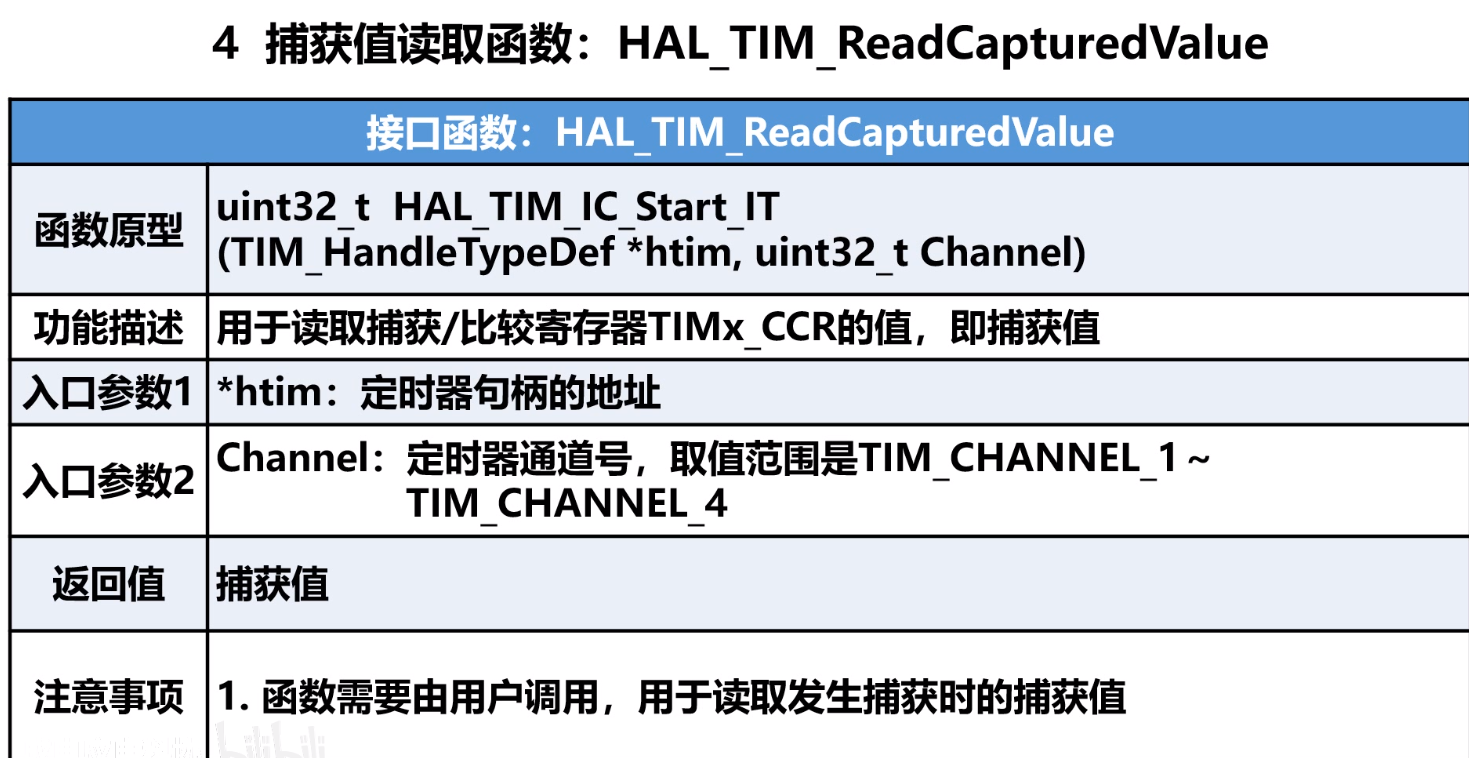 4 捕获值读取函数：HAL_TIM_ReadCapturedValue
接口函数：HAL_TIM_ReadCapturedValue
函数原型
uint32_t HAL_TIM_IC_Start_IT
(TIM_HandleTypeDef *htim, uint32_t Channel)
功能描述
用于读取捕获/比较寄存器TIMx_CCR的值，即捕获值
入口参数1
*htim：定时器句柄的地址
入口参数2
Channel：定时器通道号，取值范围是TIM_CHANNEL_1～
TIM_CHANNEL_4
返回值
捕获值
注意事项
1. 函数需要由用户调用，用于读取发生捕获时的捕获值